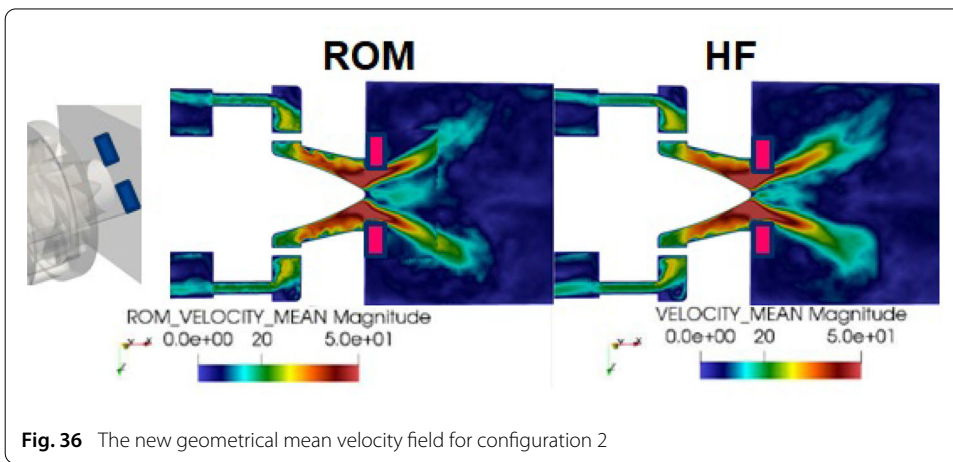 ROM HF
ROM_VELOCITY_MEAN Magnitude
0.0e+00 20 5.0e+01
VELOCITY_MEAN Magnitude
0.0e+00 20 5.0e+01
Fig. 36 The new geometrical mean velocity field for configuration 2